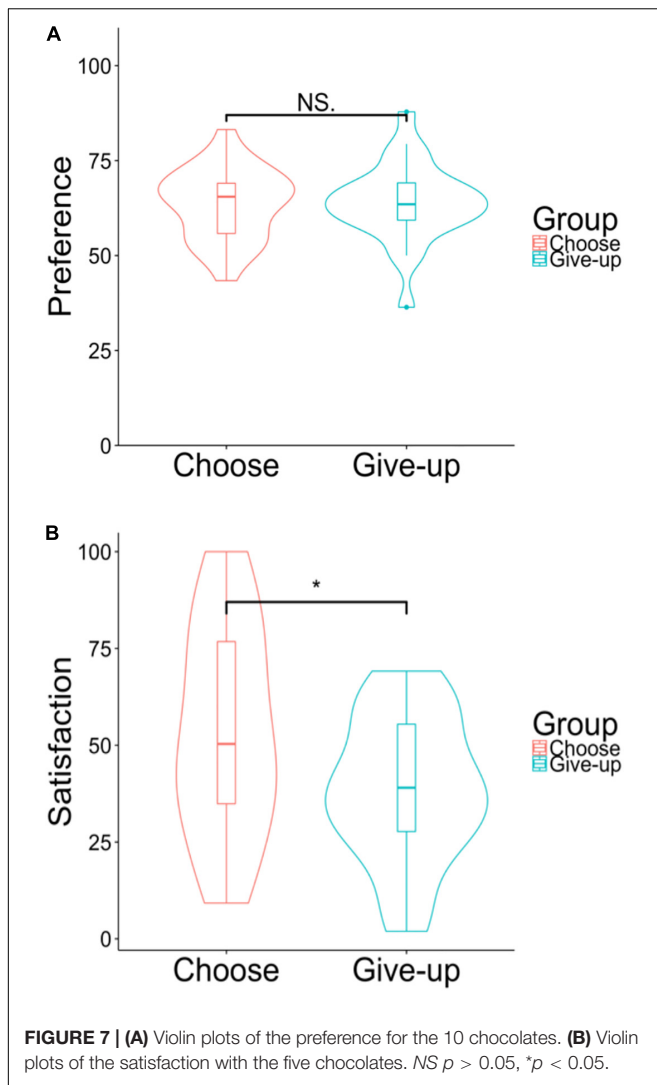 A
100
NS.
75
Preference
50
25
0
Choose
Give-up
Group
Choose
Give-up
B
100
*
75
Satisfaction
50
25
0
Choose
Give-up
Group
Choose
Give-up
FIGURE 7 | (A) Violin plots of the preference for the 10 chocolates. (B) Violin
plots of the satisfaction with the five chocolates. NS p > 0.05, *p < 0.05.